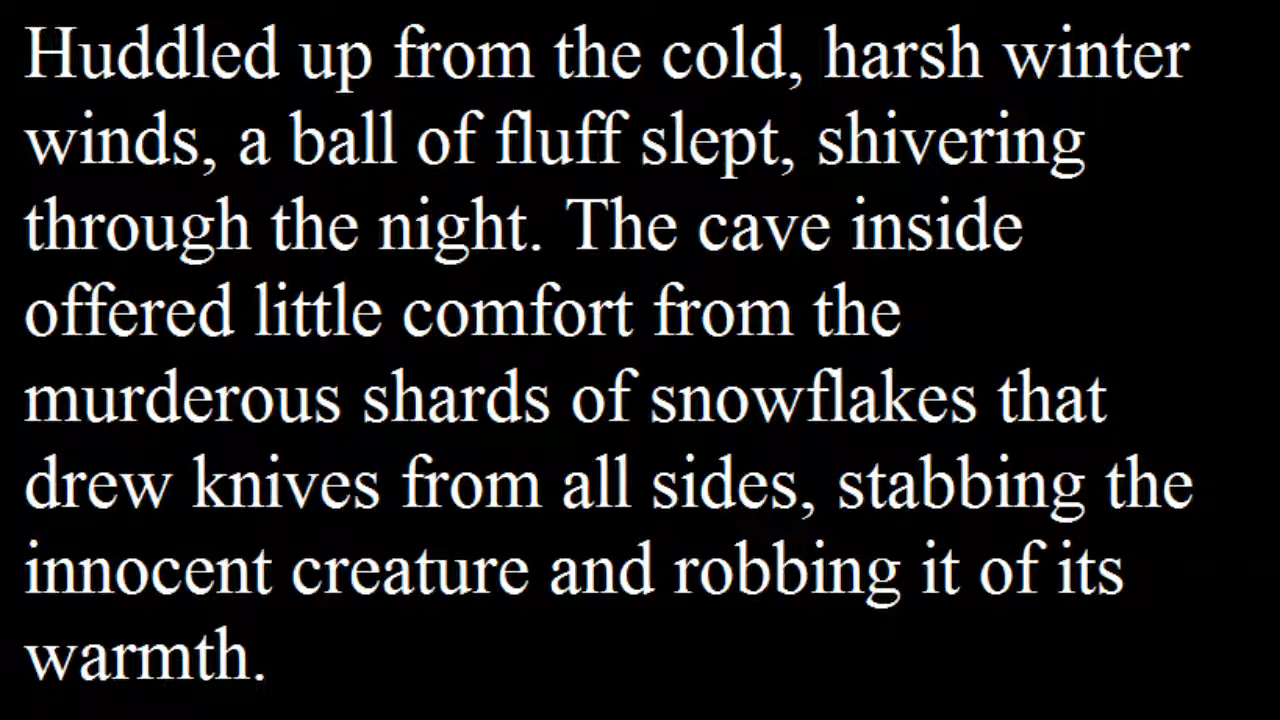 Huddled up from the cold, harsh winter
winds, a ball of fluff slept, shivering
through the night. The cave inside
offered little comfort from the
murderous shards of snowflakes that
drew knives from all sides, stabbing the
innocent creature and robbing it of its
warmth.